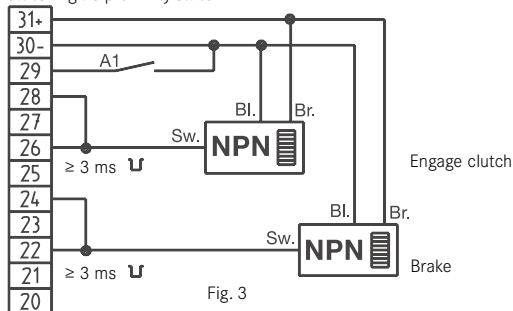 31+
30-
29
A1
28
27
26
25
24
23
22
21
20
Bl.
Br.
Sw.
NPN
≥ 3 ms
Engage clutch
Bl.
Br.
Sw.
NPN
≥ 3 ms
Brake
Fig. 3